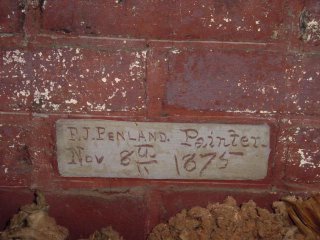 P. J. PENLAND. Painter.
Nov 8th 1875